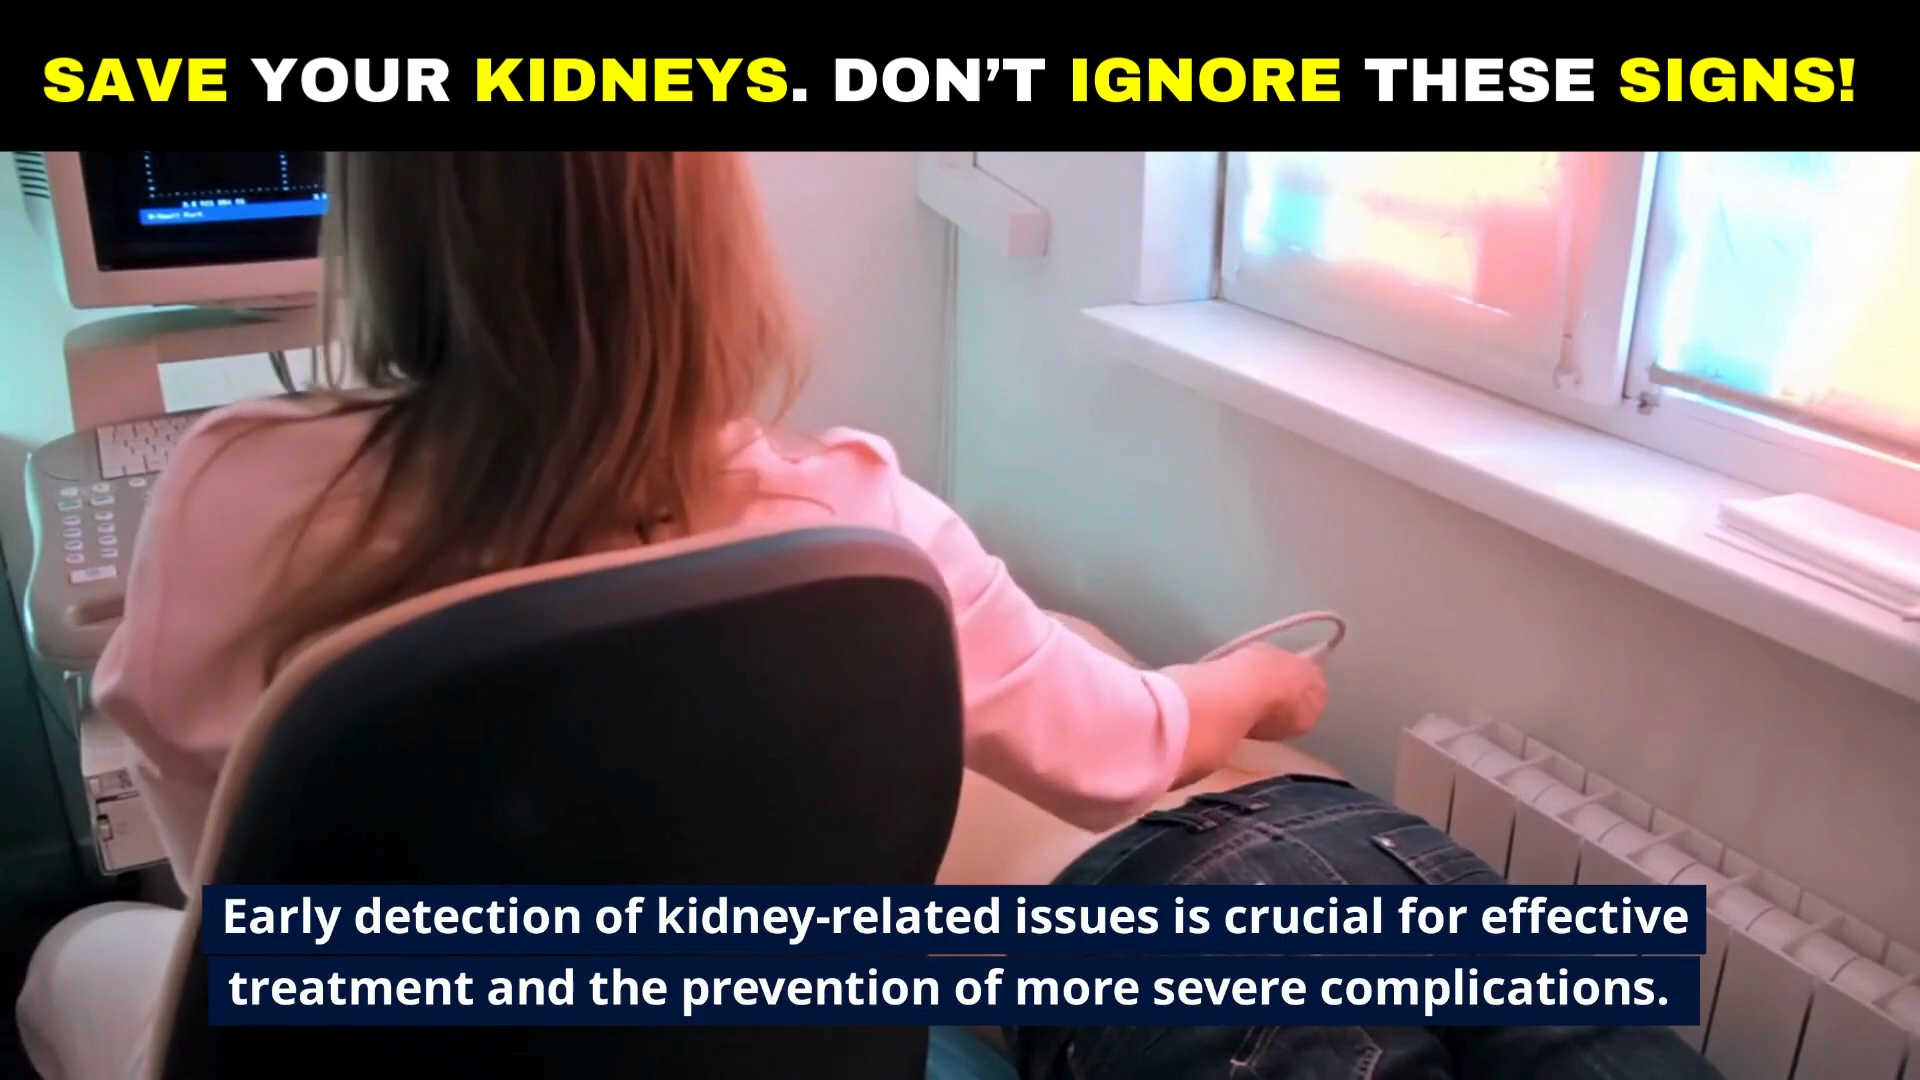 SAVE YOUR KIDNEYS. DON’T IGNORE THESE SIGNS!
Early detection of kidney-related issues is crucial for effective
treatment and the prevention of more severe complications.